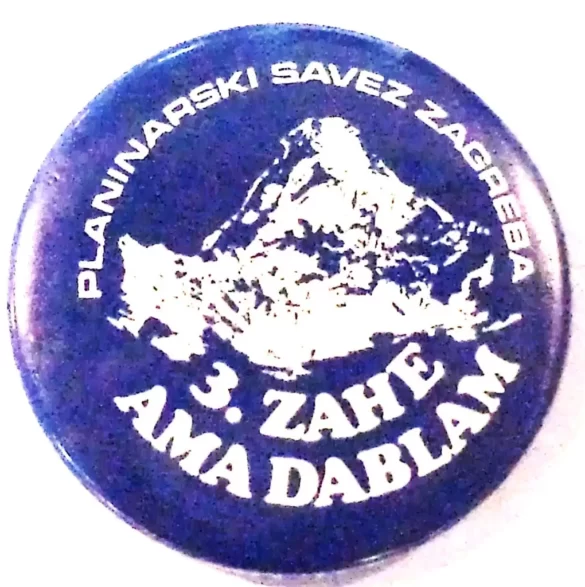 PLANINARSKI SAVEZ ZAGREBA
3. ZAHE
AMA DABLAM